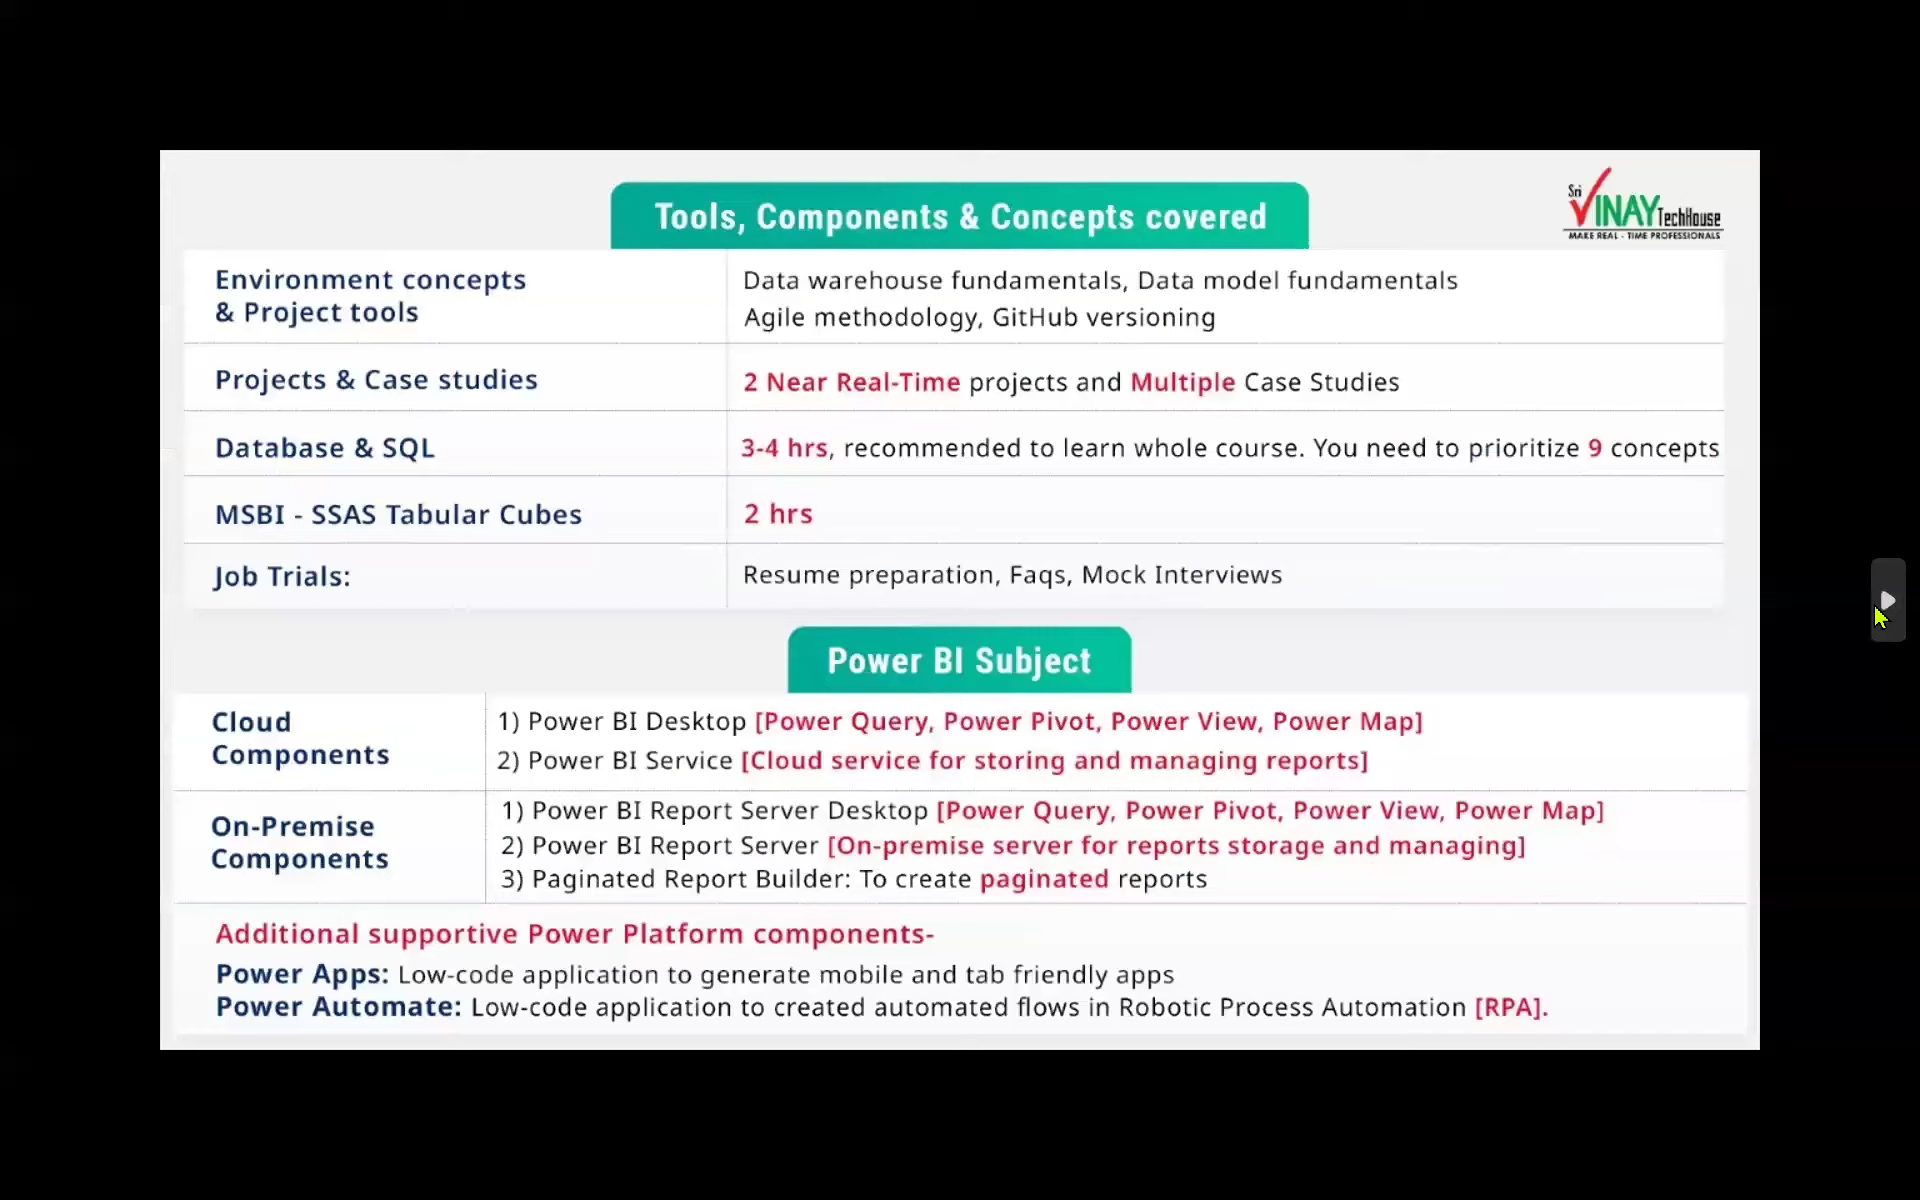 Tools, Components & Concepts covered
Sri
VINAY TechHouse
MAKE REAL - TIME PROFESSIONALS
Environment concepts
& Project tools
Data warehouse fundamentals, Data model fundamentals
Agile methodology, GitHub versioning
Projects & Case studies
2 Near Real-Time projects and Multiple Case Studies
Database & SQL
3-4 hrs, recommended to learn whole course. You need to prioritize 9 concepts
MSBI - SSAS Tabular Cubes
2 hrs
Job Trials:
Resume preparation, Faqs, Mock Interviews
Power BI Subject
Cloud
Components
1) Power BI Desktop [Power Query, Power Pivot, Power View, Power Map]
2) Power BI Service [Cloud service for storing and managing reports]
On-Premise
Components
1) Power BI Report Server Desktop [Power Query, Power Pivot, Power View, Power Map]
2) Power BI Report Server [On-premise server for reports storage and managing]
3) Paginated Report Builder: To create paginated reports
Additional supportive Power Platform components-
Power Apps: Low-code application to generate mobile and tab friendly apps
Power Automate: Low-code application to created automated flows in Robotic Process Automation [RPA].